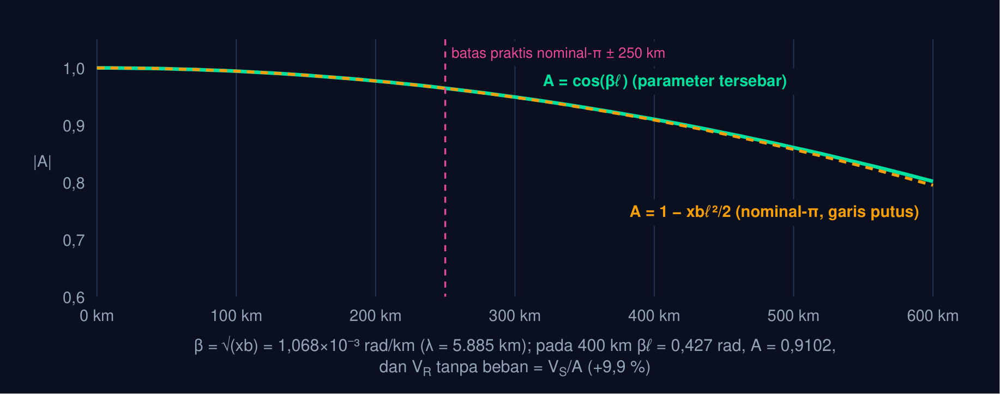 batas praktis nominal-π ± 250 km
A = cos(βℓ) (parameter tersebar)
A = 1 − xbℓ²/2 (nominal-π, garis putus)
|A|
1,0
0,9
0,8
0,7
0,6
0 km
100 km
200 km
300 km
400 km
500 km
600 km
β = √(xb) = 1,068×10⁻³ rad/km (λ = 5.885 km); pada 400 km βℓ = 0,427 rad, A = 0,9102,
dan V_R tanpa beban = V_S/A (+9,9 %)